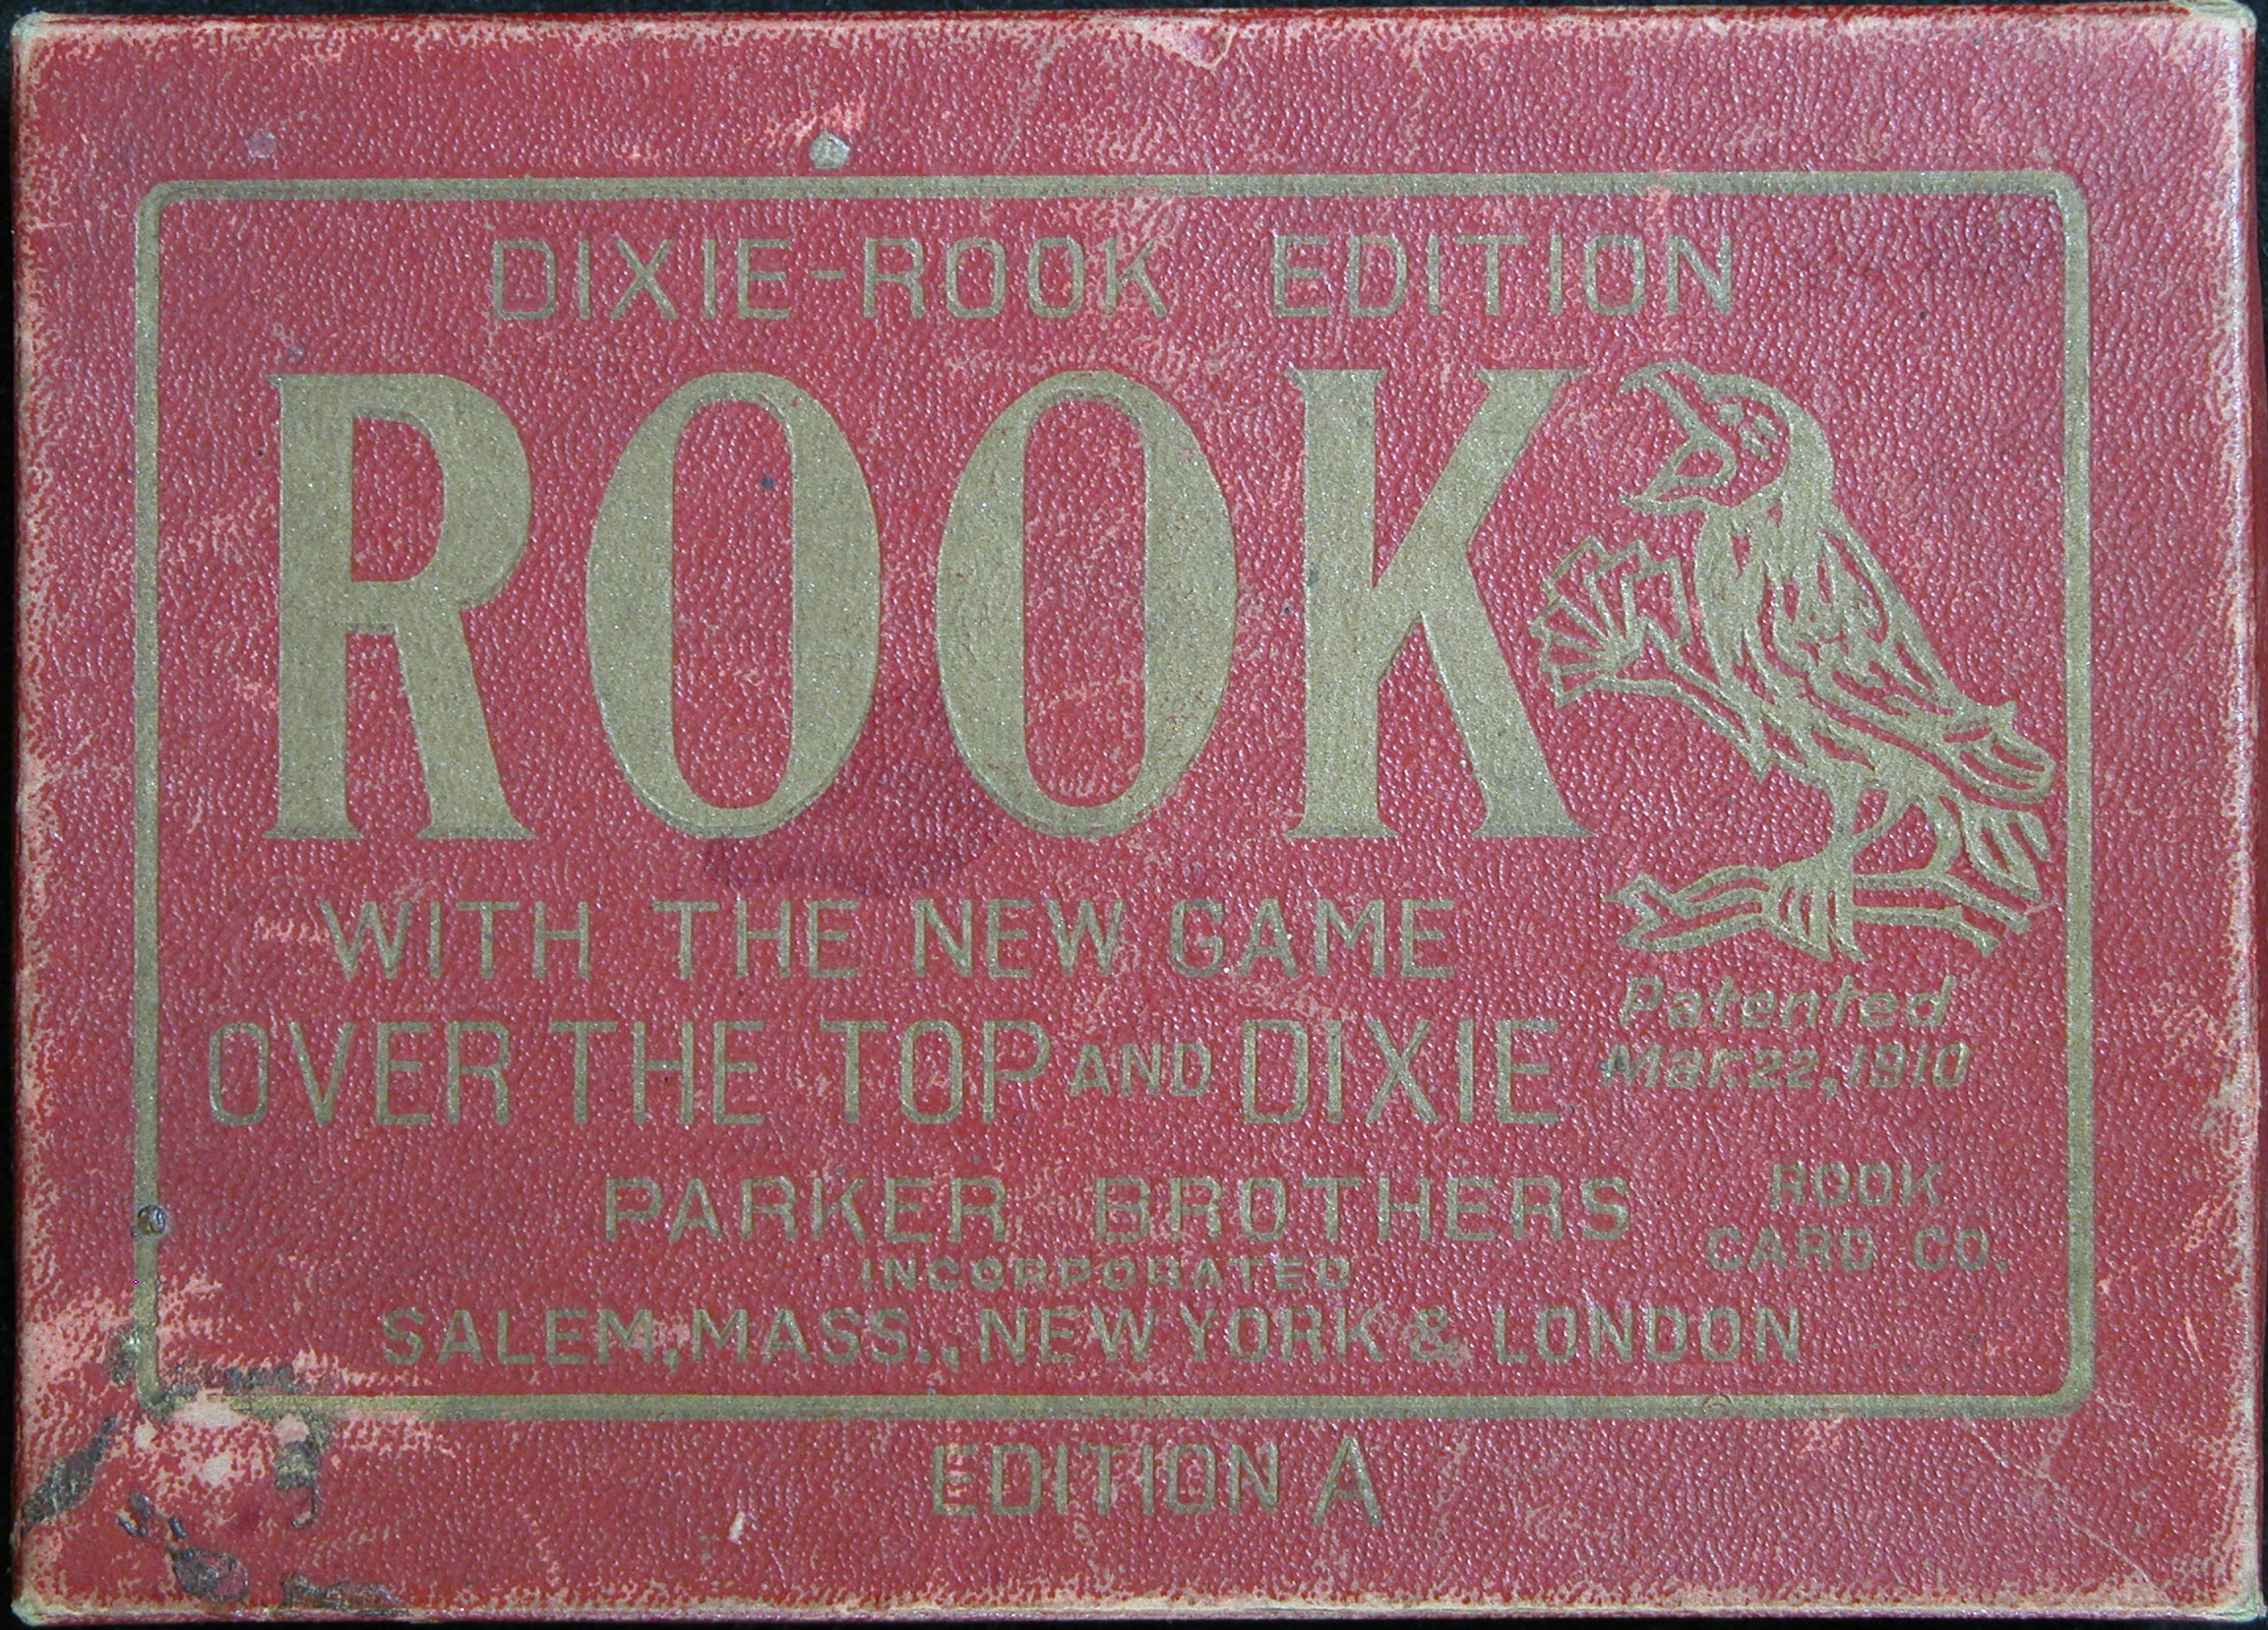 DIXIE-ROOK EDITION
ROOK
WITH THE NEW GAME
OVER THE TOP AND DIXIE
Patented
Mar. 22, 1910
PARKER BROTHERS
INCORPORATED
SALEM, MASS., NEW YORK & LONDON
ROOK
CARD CO.
EDITION A